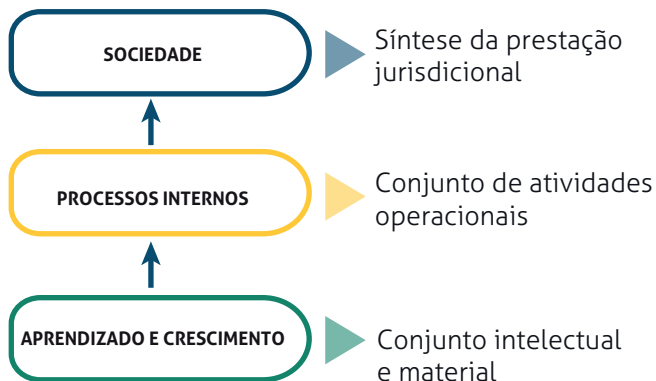 SOCIEDADE
Síntese da prestação
jurisdicional
PROCESSOS INTERNOS
Conjunto de atividades
operacionais
APRENDIZADO E CRESCIMENTO
Conjunto intelectual
e material